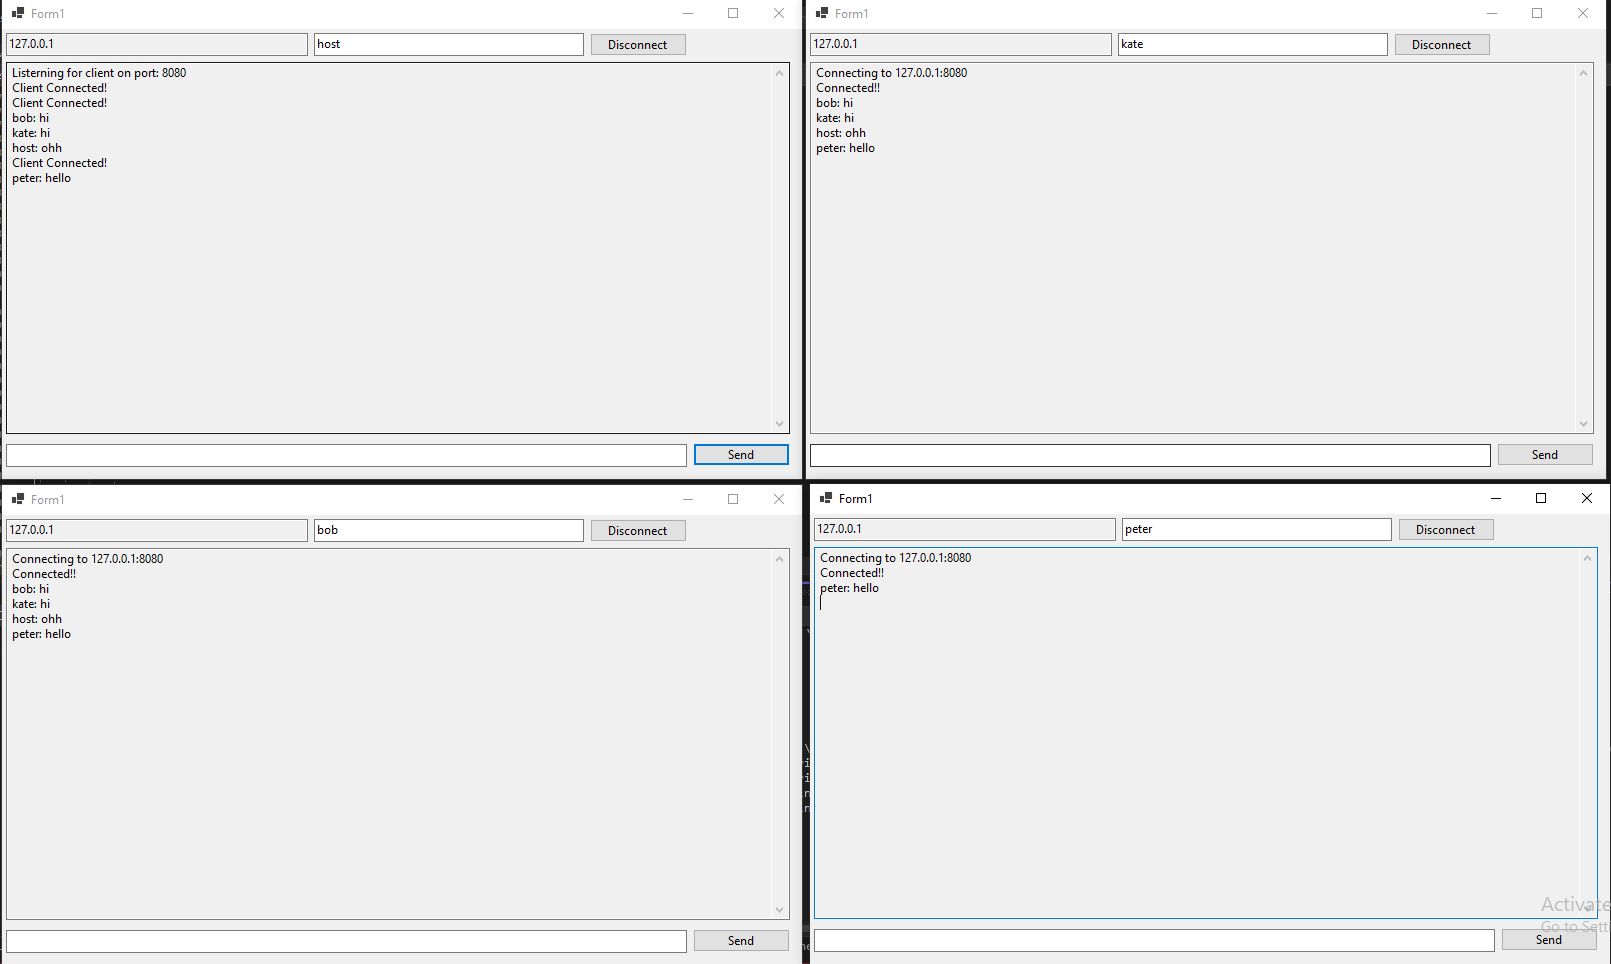 Form1
127.0.0.1 host Disconnect
Listerning for client on port: 8080
Client Connected!
Client Connected!
bob: hi
kate: hi
host: ohh
Client Connected!
peter: hello
Send
Form1
127.0.0.1 kate Disconnect
Connecting to 127.0.0.1:8080
Connected!!
bob: hi
kate: hi
host: ohh
peter: hello
Send
Form1
127.0.0.1 bob Disconnect
Connecting to 127.0.0.1:8080
Connected!!
bob: hi
kate: hi
host: ohh
peter: hello
Send
Form1
127.0.0.1 peter Disconnect
Connecting to 127.0.0.1:8080
Connected!!
peter: hello
Activate
Go to Sett
Send